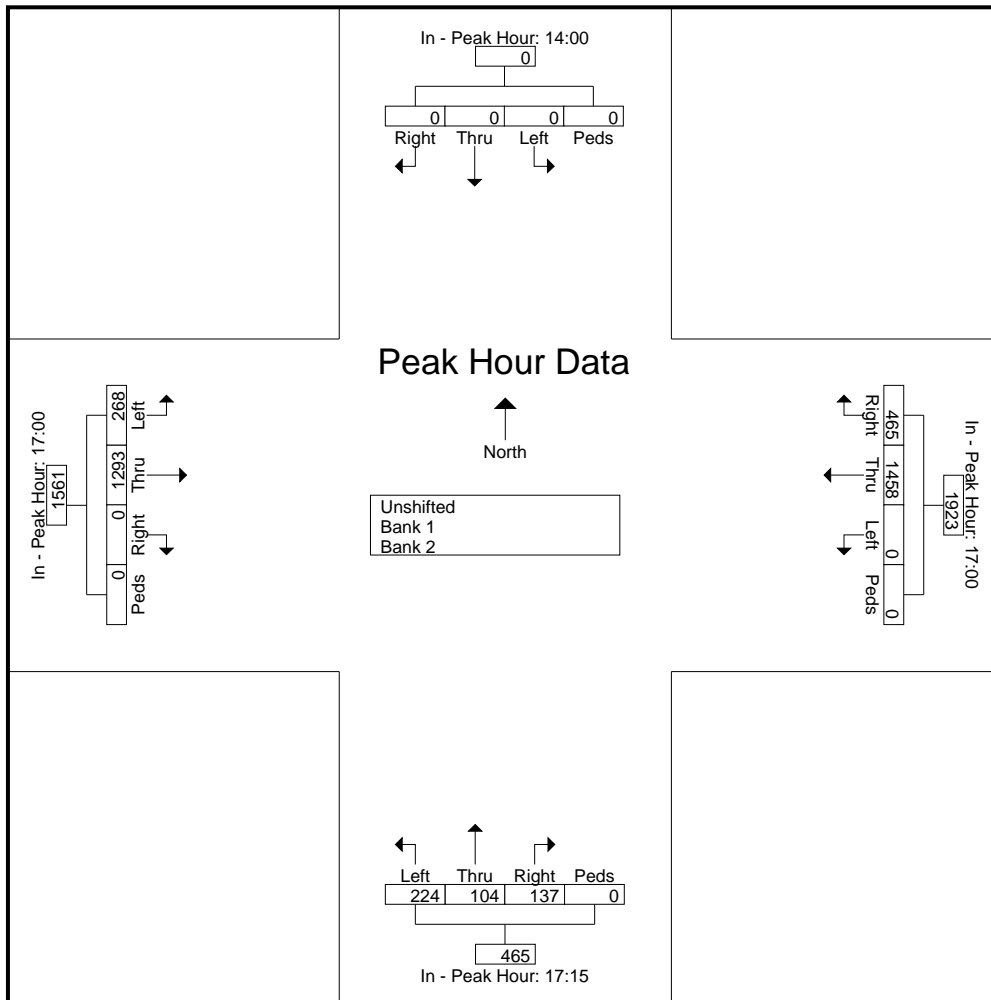 In - Peak Hour: 14:00
0
0 0 0 0
Right Thru Left Peds
Peak Hour Data
North
Unshifted
Bank 1
Bank 2
In - Peak Hour: 17:00
1561
268 1293 0 0
Left Thru Right Peds
In - Peak Hour: 17:00
1923
465 1458 0 0
Right Thru Left Peds
Left Thru Right Peds
224 104 137 0
465
In - Peak Hour: 17:15